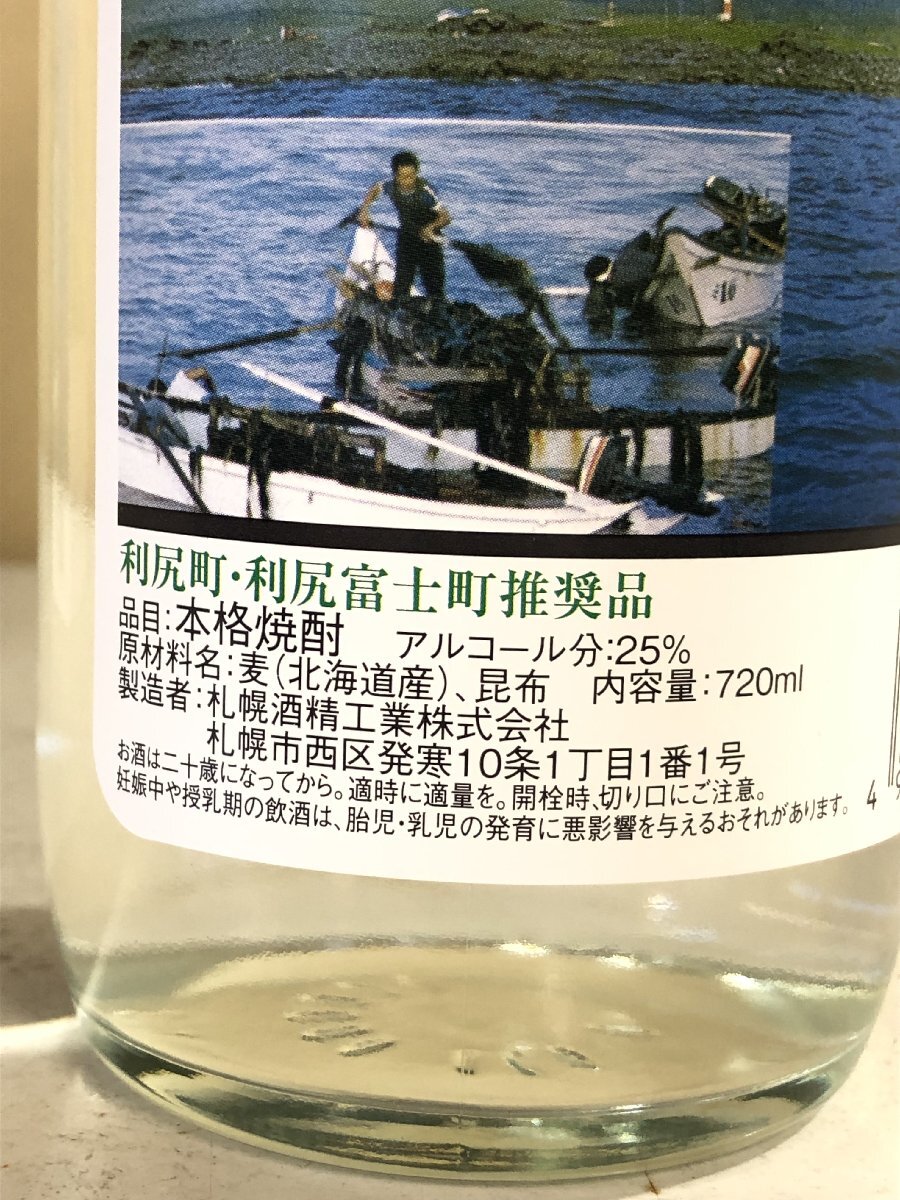 利尻町・利尻富士町推奨品
品目：本格焼酎　アルコール分：25%
原材料名：麦（北海道産）、昆布　内容量：720ml
製造者：札幌酒精工業株式会社
札幌市西区発寒10条1丁目1番1号
お酒は二十歳になってから。適時に適量を。開栓時、切り口にご注意。
妊娠中や授乳期の飲酒は、胎児・乳児の発育に悪影響を与えるおそれがあります。
4